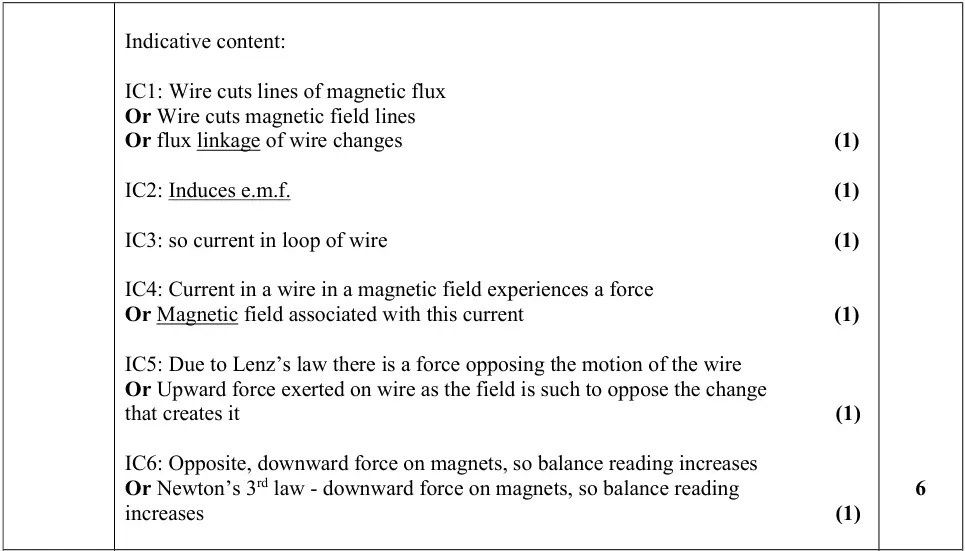 Indicative content:
IC1: Wire cuts lines of magnetic flux
Or Wire cuts magnetic field lines
Or flux linkage of wire changes (1)
IC2: Induces e.m.f. (1)
IC3: so current in loop of wire (1)
IC4: Current in a wire in a magnetic field experiences a force
Or Magnetic field associated with this current (1)
IC5: Due to Lenz’s law there is a force opposing the motion of the wire
Or Upward force exerted on wire as the field is such to oppose the change
that creates it (1)
IC6: Opposite, downward force on magnets, so balance reading increases
Or Newton’s 3rd law - downward force on magnets, so balance reading 6
increases (1)